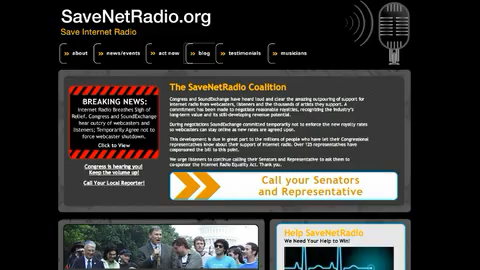 SaveNetRadio.org
Save Internet Radio
about
news/events
act now
blog
testimonials
musicians
BREAKING NEWS:
Internet Radio Breathes Sigh of
Relief. Congress and SoundExchange
hear outcry of webcasters and
listeners; Temporarily Agree not to
force webcaster shutdown.
Click to View
Congress is hearing you!
Keep the volume up!
Call Your Local Reporter!
The SaveNetRadio Coalition
Congress and SoundExchange have heard loud and clear the amazing outpouring of support for
internet radio from webcasters, listeners and the thousands of artists they support. A
commitment has been made to negotiate reasonable royalties, recognizing the industry's
long-term value and its still-developing revenue potential.
During negotiations SoundExchange committed temporarily not to enforce the new royalty rates
so webcasters can stay online as new rates are agreed upon.
This development is due in great part to the millions of people who have let their Congressional
representatives know about their support of internet radio. Over 125 representatives have
cosponsored the bill to this point.
We urge listeners to continue calling their Senators and Representative to ask them to
co-sponsor the Internet Radio Equality Act. Thank you.
Call your Senators
and Representative
Help SaveNetRadio
We Need Your Help to Win!